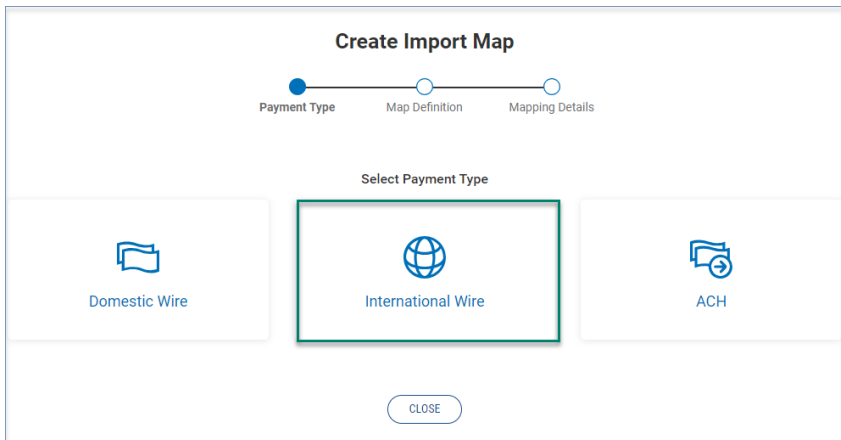 Create Import Map
Payment Type Map Definition Mapping Details
Select Payment Type
Domestic Wire International Wire ACH
CLOSE